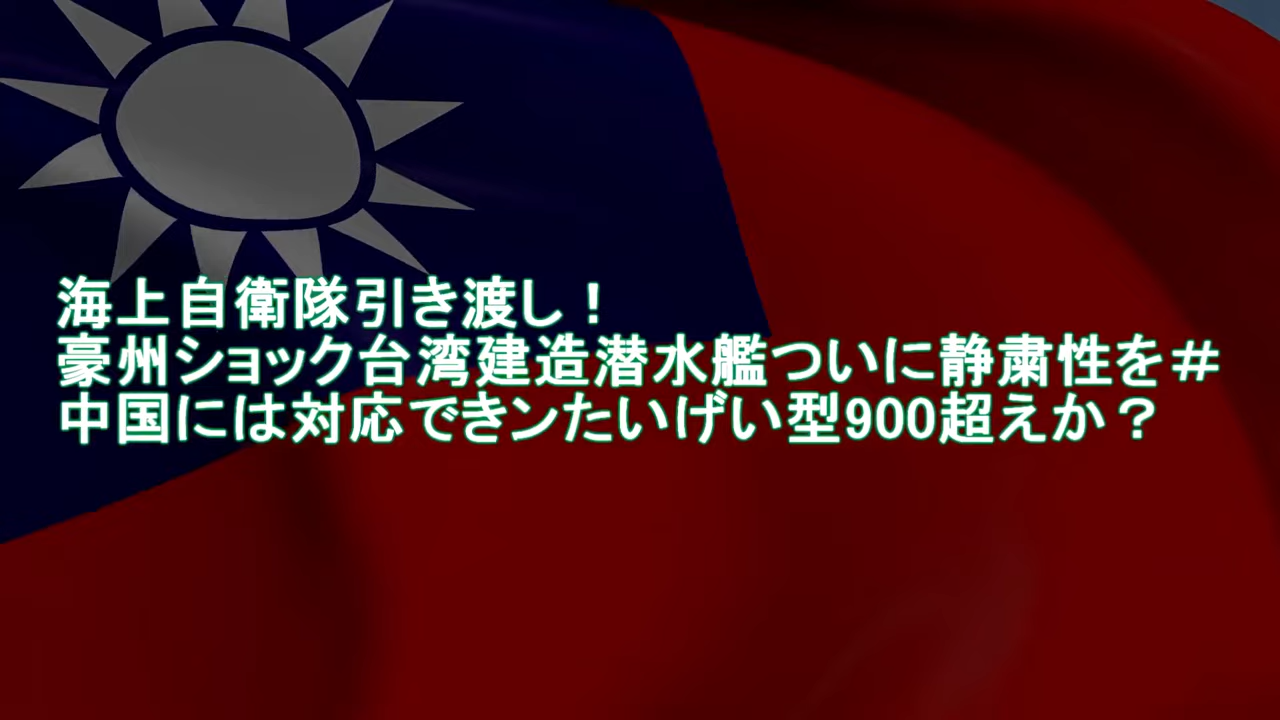 海上自衛隊引き渡し！
豪州ショック台湾建造潜水艦ついに静粛性を＃
中国には対応できンたいげい型900超えか？